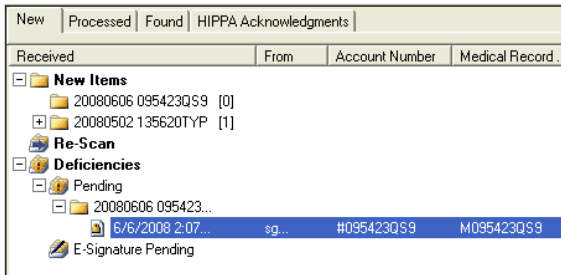 New Processed Found HIPPA Acknowledgments
Received From Account Number Medical Record .
New Items
20080606 095423QS9 [0]
20080502 135620TYP [1]
Re-Scan
Deficiencies
Pending
20080606 095423...
6/6/2008 2:07... sg... #095423QS9 M095423QS9
E-Signature Pending